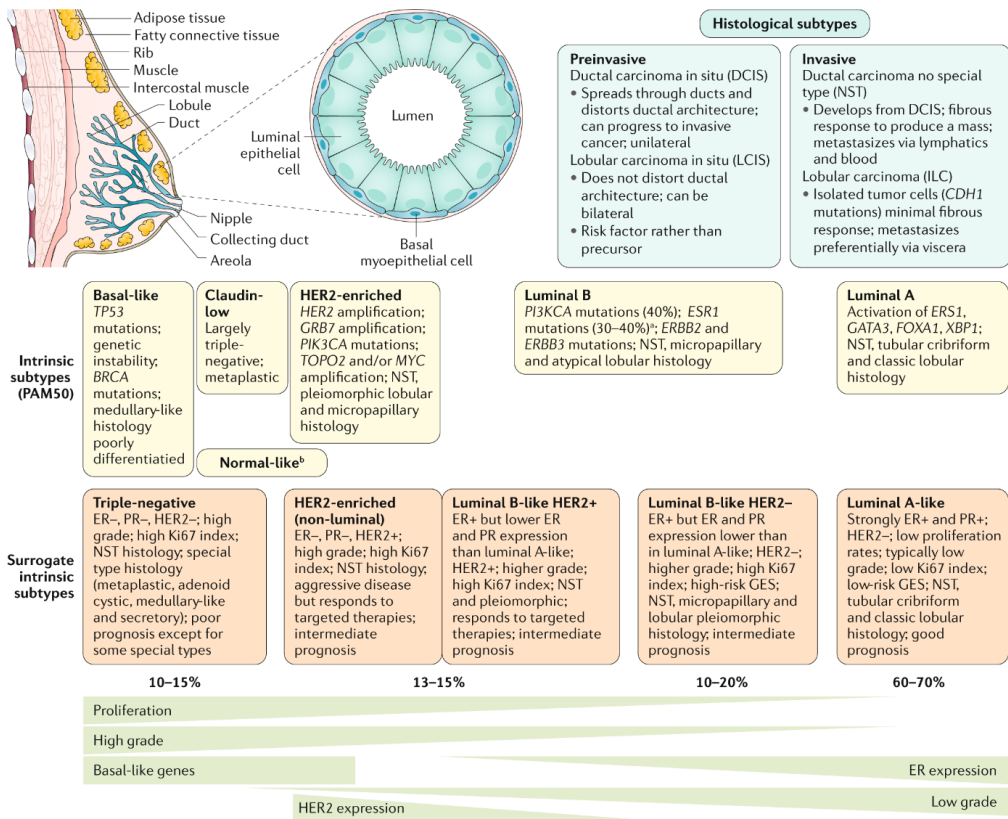 Adipose tissue
Fatty connective tissue
Rib
Muscle
Intercostal muscle
Lobule
Duct
Nipple
Collecting duct
Areola
Luminal
epithelial
cell
Lumen
Basal
myoepithelial cell
Histological subtypes
Preinvasive
Ductal carcinoma in situ (DCIS)
• Spreads through ducts and
distorts ductal architecture;
can progress to invasive
cancer; unilateral
Lobular carcinoma in situ (LCIS)
• Does not distort ductal
architecture; can be
bilateral
• Risk factor rather than
precursor
Invasive
Ductal carcinoma no special
type (NST)
• Develops from DCIS; fibrous
response to produce a mass;
metastasizes via lymphatics
and blood
Lobular carcinoma (ILC)
• Isolated tumor cells (CDH1
mutations) minimal fibrous
response; metastasizes
preferentially via viscera
Intrinsic
subtypes
(PAM50)
Basal-like
TP53
mutations;
genetic
instability;
BRCA
mutations;
medullary-like
histology
poorly
differentiatied
Claudin-
low
Largely
triple-
negative;
metaplastic
HER2-enriched
HER2 amplification;
GRB7 amplification;
PIK3CA mutations;
TOPO2 and/or MYC
amplification; NST,
pleiomorphic lobular
and micropapillary
histology
Normal-likeᵇ
Luminal B
PI3KCA mutations (40%); ESR1
mutations (30–40%)ᵃ; ERBB2 and
ERBB3 mutations; NST, micropapillary
and atypical lobular histology
Luminal A
Activation of ERS1,
GATA3, FOXA1, XBP1;
NST, tubular cribriform
and classic lobular
histology
Surrogate
intrinsic
subtypes
Triple-negative
ER–, PR–, HER2–; high
grade; high Ki67 index;
NST histology; special
type histology
(metaplastic, adenoid
cystic, medullary-like
and secretory); poor
prognosis except for
some special types
HER2-enriched
(non-luminal)
ER–, PR–, HER2+;
high grade; high Ki67
index; NST histology;
aggressive disease
but responds to
targeted therapies;
intermediate
prognosis
Luminal B-like HER2+
ER+ but lower ER
and PR expression
than luminal A-like;
HER2+; higher grade;
high Ki67 index; NST
and pleiomorphic;
responds to targeted
therapies; intermediate
prognosis
Luminal B-like HER2–
ER+ but ER and PR
expression lower than
in luminal A-like; HER2–;
higher grade; high Ki67
index; high-risk GES;
NST, micropapillary and
lobular pleiomorphic
histology; intermediate
prognosis
Luminal A-like
Strongly ER+ and PR+;
HER2–; low proliferation
rates; typically low
grade; low Ki67 index;
low-risk GES; NST,
tubular cribriform
and classic lobular
histology; good
prognosis
10–15%
13–15%
10–20%
60–70%
Proliferation
High grade
Basal-like genes
ER expression
HER2 expression
Low grade